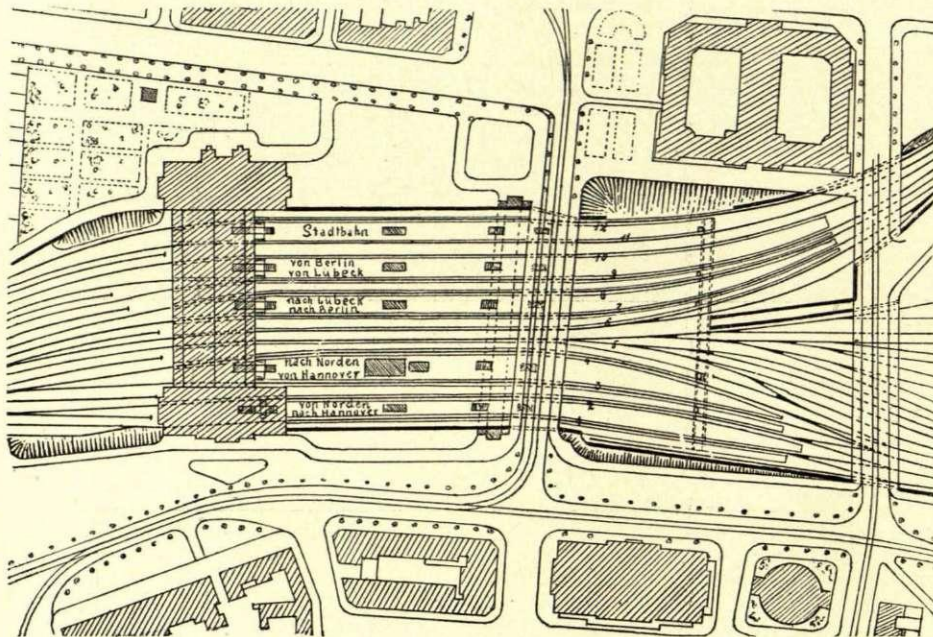 Stadtbahn
von Berlin
von Lübeck
nach Lübeck
nach Berlin
nach Norden
von Hannover
von Norden
nach Hannover
12
11
10
9
8
7
6
5
4
3
2
1